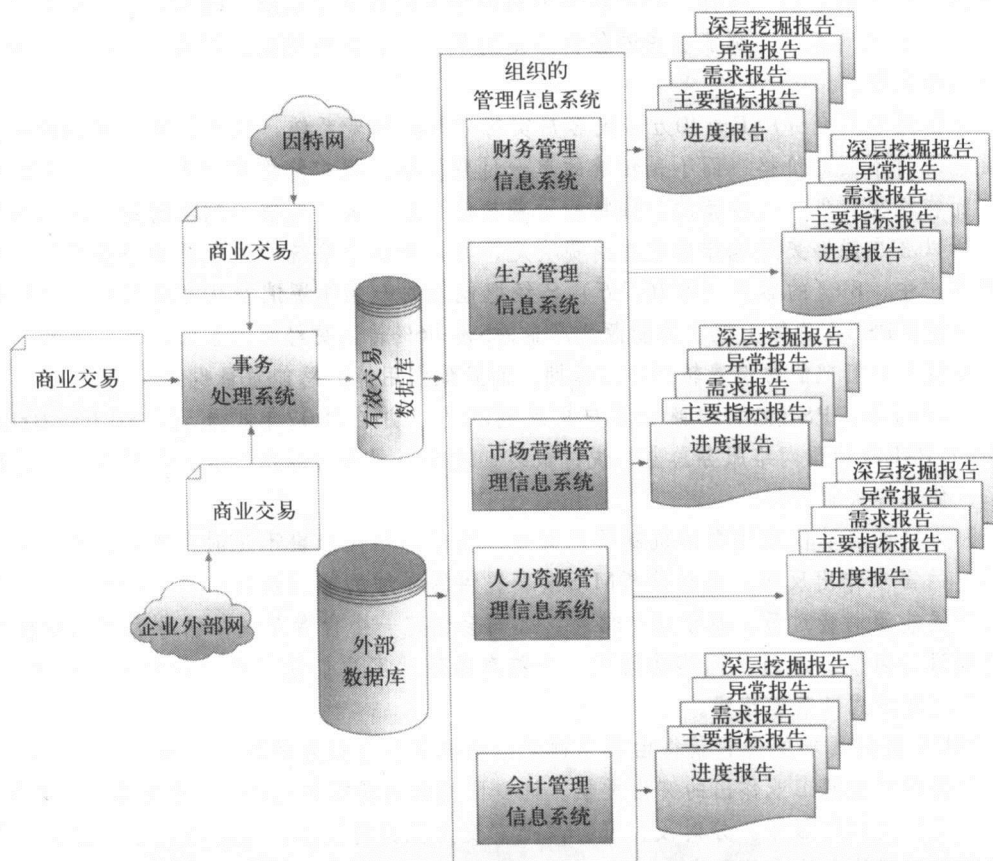 深层挖掘报告
异常报告
需求报告
主要指标报告
进度报告
组织的
管理信息系统
财务管理
信息系统
因特网
商业交易
深层挖掘报告
异常报告
需求报告
主要指标报告
进度报告
生产管理
信息系统
商业交易
事务
处理系统
有效交易
数据库
深层挖掘报告
异常报告
需求报告
主要指标报告
进度报告
市场营销管
理信息系统
商业交易
企业外部网
深层挖掘报告
异常报告
需求报告
主要指标报告
进度报告
人力资源管
理信息系统
外部
数据库
深层挖掘报告
异常报告
需求报告
主要指标报告
进度报告
会计管理
信息系统